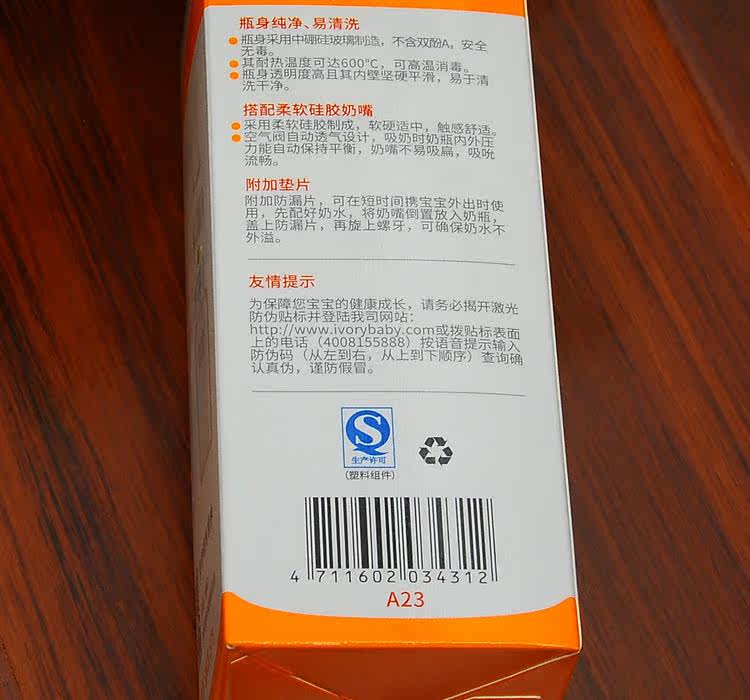 瓶身纯净、易清洗
瓶身采用中硼硅玻璃制造，不含双酚A，安全
无毒。
其耐热温度可达600℃，可高温消毒。
瓶身透明度高且其内壁坚硬平滑，易于清
洗干净。
搭配柔软硅胶奶嘴
采用柔软硅胶制成，软硬适中，触感舒适。
空气阀自动透气设计，吸奶时奶瓶内外压
力能自动保持平衡，奶嘴不易吸扁，吸吮
流畅。
附加垫片
附加防漏片，可在短时间携宝宝外出时使
用，先配好奶水，将奶嘴倒置放入奶瓶，
盖上防漏片，再旋上螺牙，可确保奶水不
外溢。
友情提示
为保障您宝宝的健康成长，请务必揭开激光
防伪贴标并登陆我司网站：
http://www.ivorybaby.com或拨贴标表面
上的电话（4008155888）按语音提示输入
防伪码（从左到右，从上到下顺序）查询确
认真伪，谨防假冒。
生产许可
(塑料组件)
4 711602 034312
A23